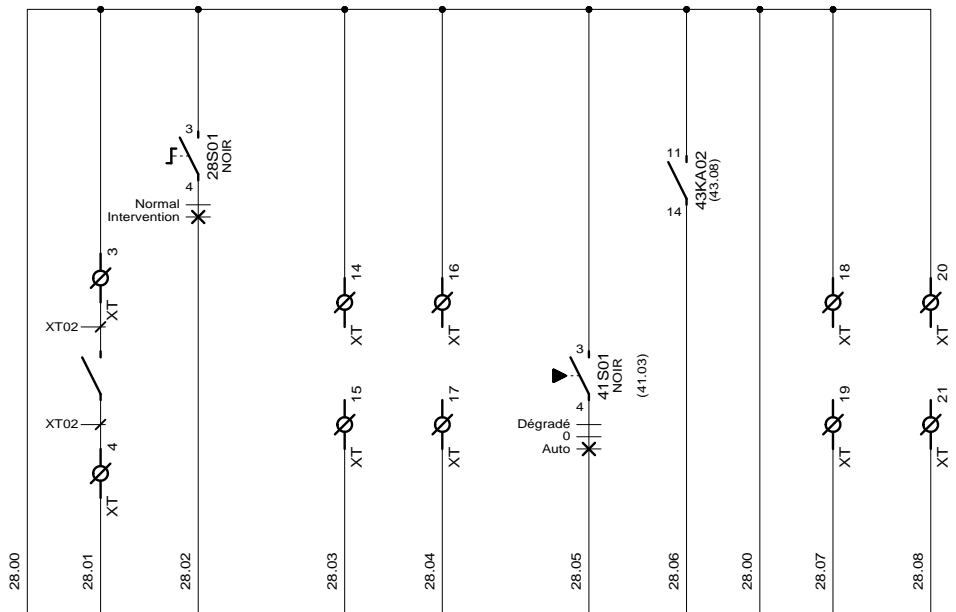 3
28S01
NOIR
4
Normal
Intervention
11
43KA02
(43.08)
14
3
XT
XT02
XT02
4
XT
14
XT
15
XT
16
XT
17
XT
3
41S01
NOIR
(41.03)
4
Dégradé
0
Auto
18
XT
19
XT
20
XT
21
XT
28.00
28.01
28.02
28.03
28.04
28.05
28.06
28.00
28.07
28.08